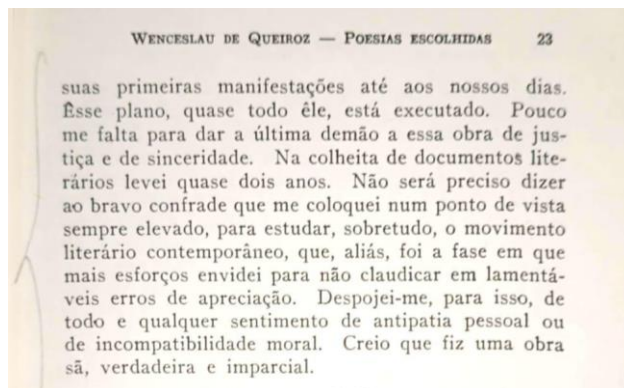 Wenceslau de Queiroz — Poesias escolhidas 23
suas primeiras manifestações até aos nossos dias.
Êsse plano, quase todo êle, está executado. Pouco
me falta para dar a última demão a essa obra de jus-
tiça e de sinceridade. Na colheita de documentos lite-
rários levei quase dois anos. Não será preciso dizer
ao bravo confrade que me coloquei num ponto de vista
sempre elevado, para estudar, sobretudo, o movimento
literário contemporâneo, que, aliás, foi a fase em que
mais esforços envidei para não claudicar em lamentá-
veis erros de apreciação. Despojei-me, para isso, de
todo e qualquer sentimento de antipatia pessoal ou
de incompatibilidade moral. Creio que fiz uma obra
sã, verdadeira e imparcial.